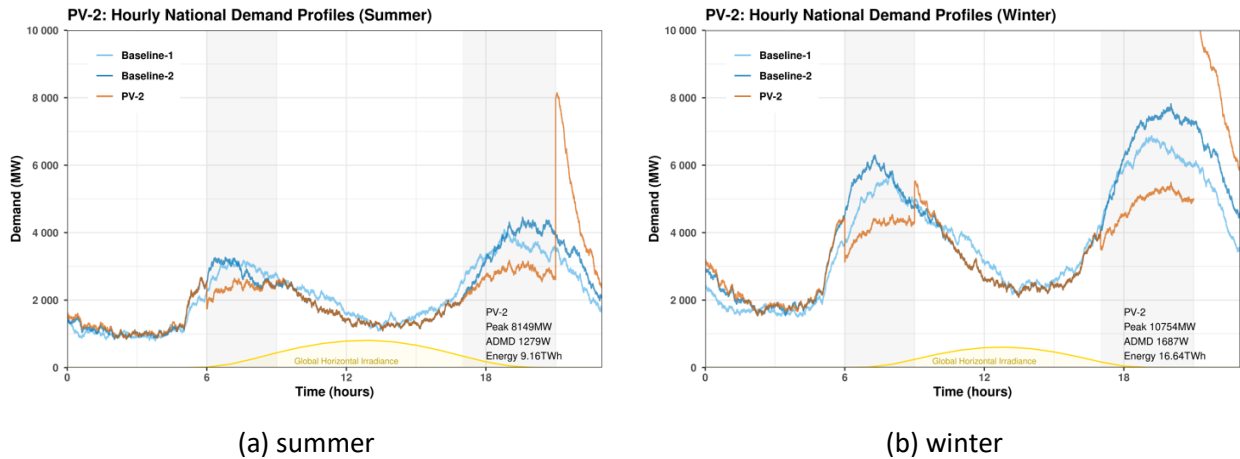 PV-2: Hourly National Demand Profiles (Summer)
10 000
8 000
6 000
4 000
2 000
0
Demand (MW)
Baseline-1
Baseline-2
PV-2
PV-2
Peak 8149MW
ADMD 1279W
Energy 9.16TWh
Global Horizontal Irradiance
0 6 12 18
Time (hours)
(a) summer
PV-2: Hourly National Demand Profiles (Winter)
10 000
8 000
6 000
4 000
2 000
0
Demand (MW)
Baseline-1
Baseline-2
PV-2
PV-2
Peak 10754MW
ADMD 1687W
Energy 16.64TWh
Global Horizontal Irradiance
0 6 12 18
Time (hours)
(b) winter